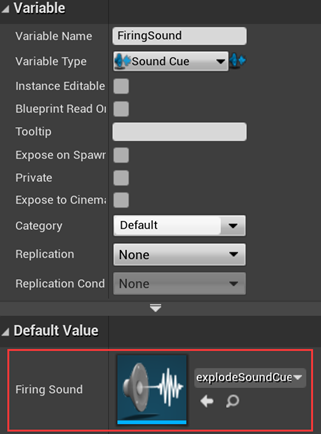 Variable
Variable Name FiringSound
Variable Type Sound Cue
Instance Editable
Blueprint Read On
Tooltip
Expose on Spawn
Private
Expose to Cinema
Category Default
Replication None
Replication Cond None
Default Value
Firing Sound explodeSoundCue